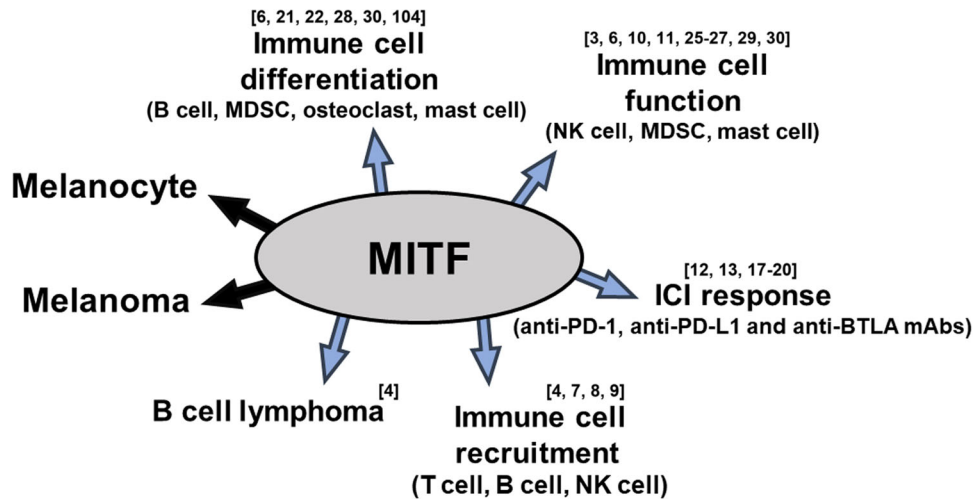 [6, 21, 22, 28, 30, 104]
Immune cell
differentiation
(B cell, MDSC, osteoclast, mast cell)
[3, 6, 10, 11, 25-27, 29, 30]
Immune cell
function
(NK cell, MDSC, mast cell)
Melanocyte
MITF
Melanoma
[12, 13, 17-20]
ICI response
(anti-PD-1, anti-PD-L1 and anti-BTLA mAbs)
B cell lymphoma[4]
[4, 7, 8, 9]
Immune cell
recruitment
(T cell, B cell, NK cell)